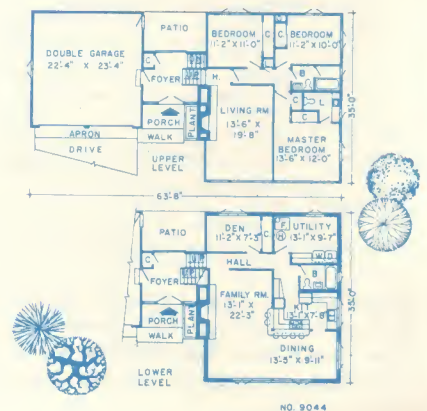 PATIO
BEDROOM
11'-2" X 11'-0"
C
C
BEDROOM
11'-2" X 10'-0"
DOUBLE GARAGE
22'-4" X 23'-4"
C
FOYER
H.
B
LIVING RM.
13'-6" X
19'-8"
C
L
C
PORCH
WALK
PLANT
MASTER
BEDROOM
13'-6" X 12'-0"
APRON
DRIVE
UPPER
LEVEL
35'-0"
63'-8"
PATIO
DEN
11'-2" X 7'-3"
C
F
H
UTILITY
13'-1" X 9'-7"
C
HALL
W
D
FOYER
B
FAMILY RM.
13'-1" X
22'-3"
KIT
13'-1" X 7'-8"
PORCH
WALK
PLANT
DINING
13'-5" X 9'-11"
35'-0"
LOWER
LEVEL
NO. 9044